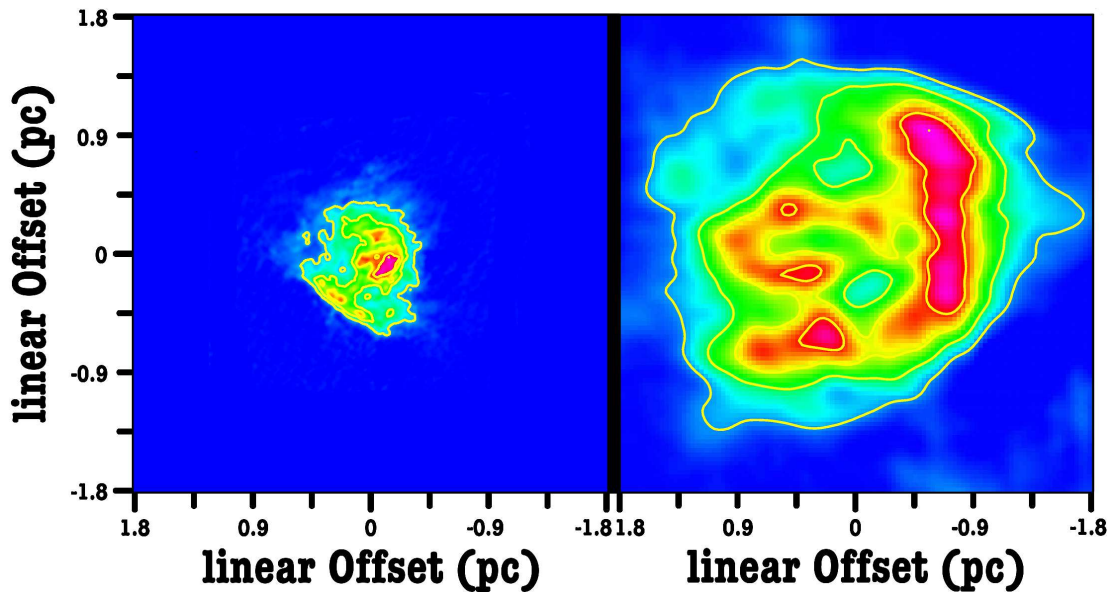 linear Offset (pc)
1.8
0.9
0
-0.9
-1.8
1.8 0.9 0 -0.9 -1.8 1.8 0.9 0 -0.9 -1.8
linear Offset (pc) linear Offset (pc)